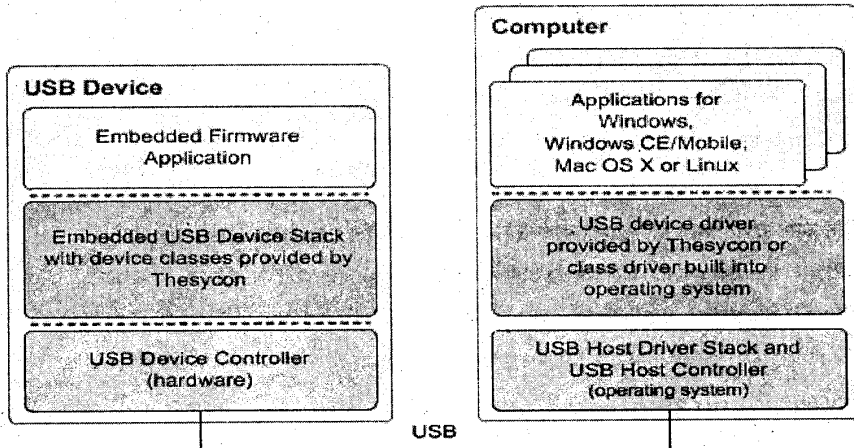 USB Device
Embedded Firmware
Application
Embedded USB Device Stack
with device classes provided by
Thesycon
USB Device Controller
(hardware)
Computer
Applications for
Windows,
Windows CE/Mobile,
Mac OS X or Linux
USB device driver
provided by Thesycon or
class driver built into
operating system
USB Host Driver Stack and
USB Host Controller
(operating system)
USB